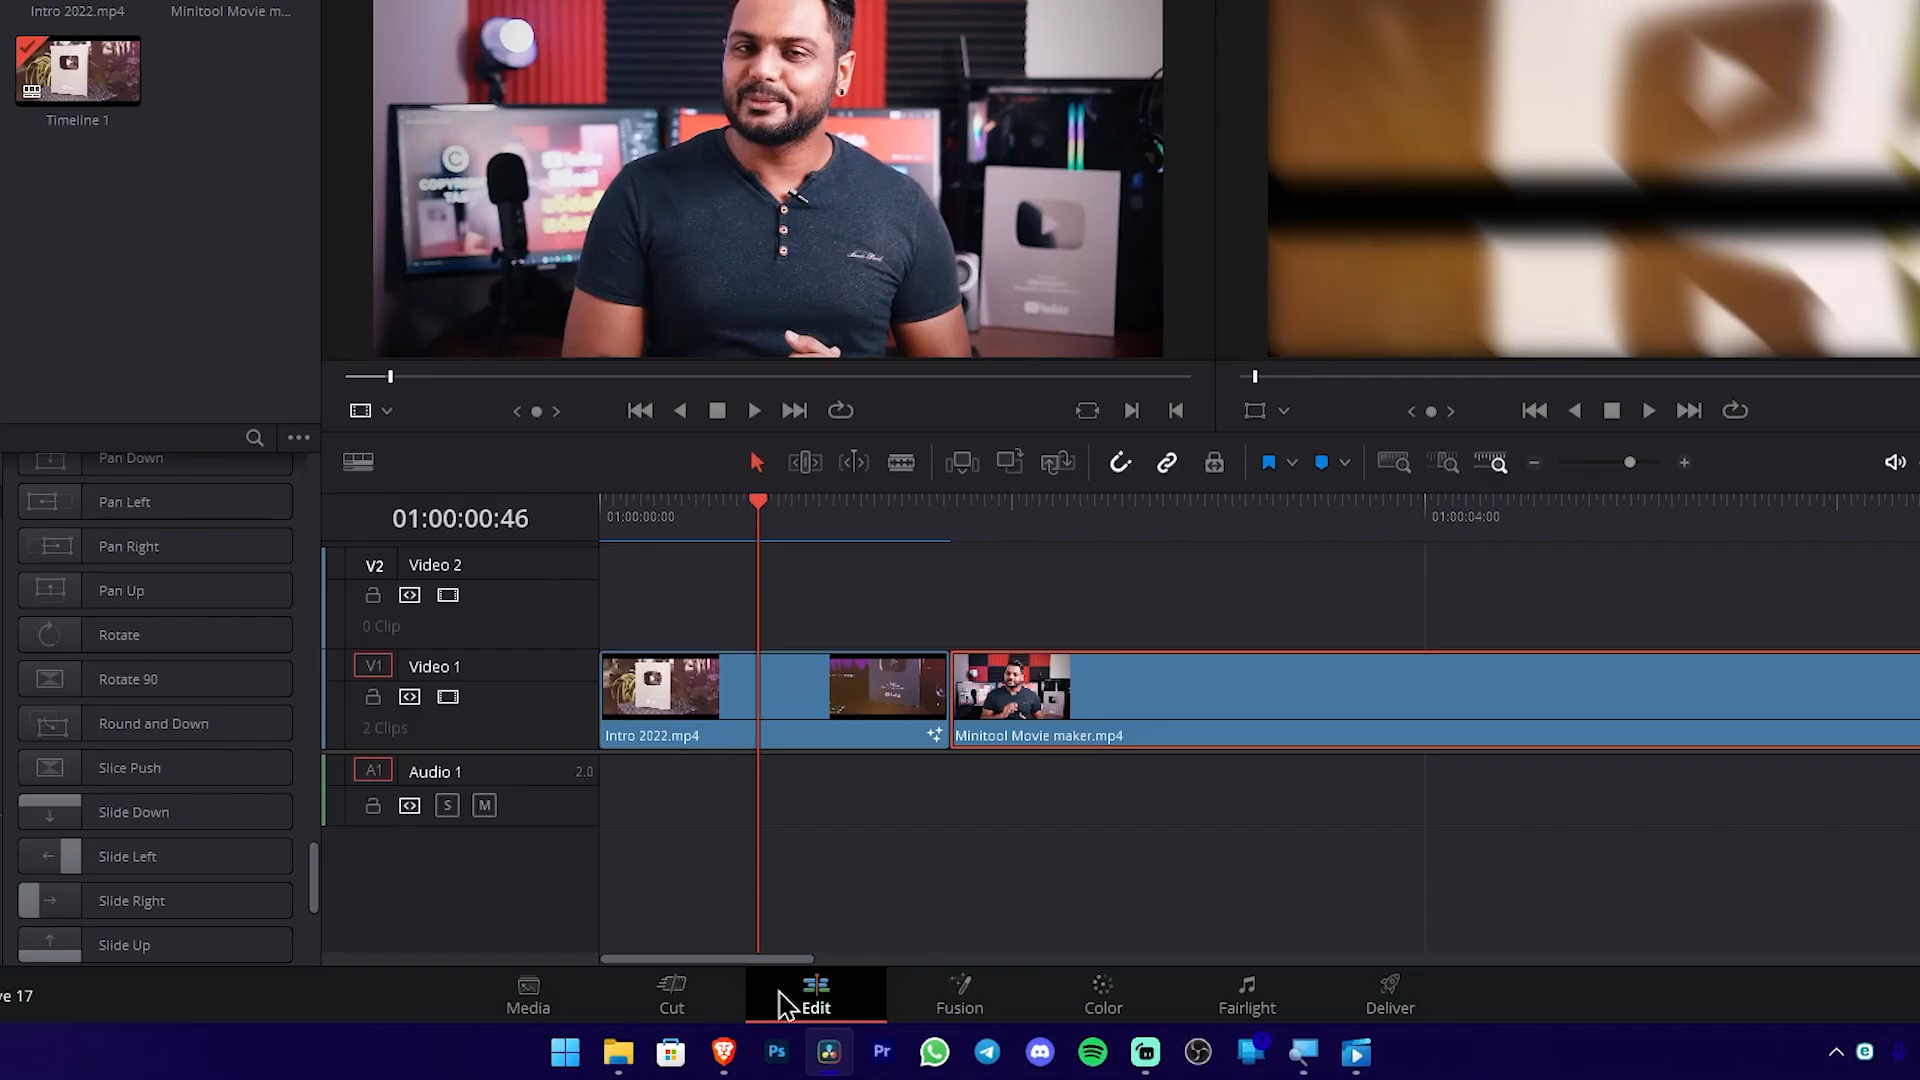 Intro 2022.mp4
Minitool Movie m...
Timeline 1
YouTube
Pan Down
Pan Left
Pan Right
Pan Up
Rotate
Rotate 90
Round and Down
Slice Push
Slide Down
Slide Left
Slide Right
Slide Up
01:00:00:46
01:00:00:00
01:00:04:00
V2
Video 2
0 Clip
V1
Video 1
2 Clips
Intro 2022.mp4
Minitool Movie maker.mp4
A1
Audio 1
2.0
S
M
ve 17
Media
Cut
Edit
Fusion
Color
Fairlight
Deliver
Ps
Pr